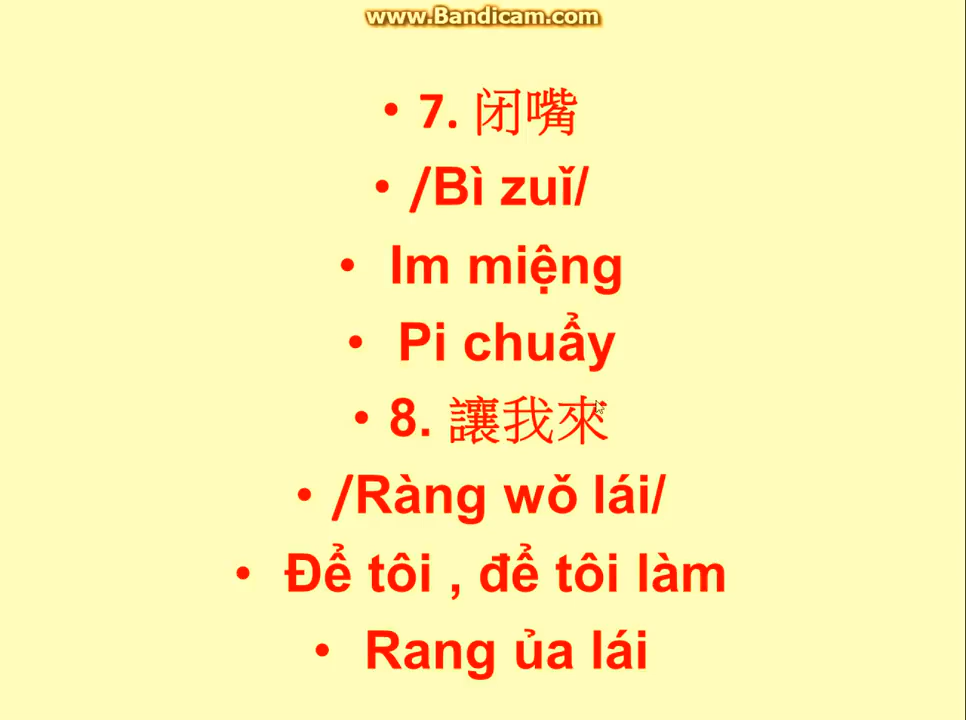 www.Bandicam.com
• 7. 闭嘴
• /Bì zuǐ/
• Im miệng
• Pi chuẩy
• 8. 讓我來
• /Ràng wǒ lái/
• Để tôi , để tôi làm
• Rang ủa lái